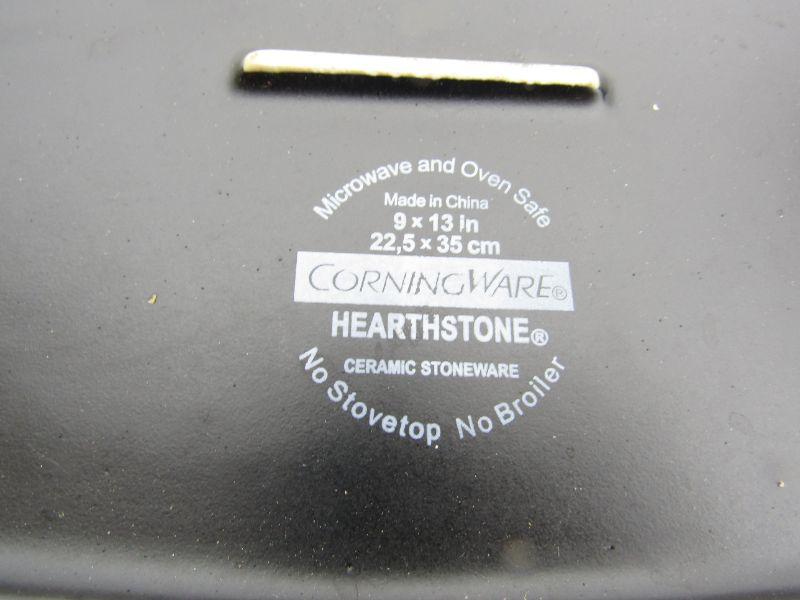 Microwave and Oven Safe
Made in China
9 × 13 in
22,5 × 35 cm
CORNINGWARE®
HEARTHSTONE®
CERAMIC STONEWARE
No Stovetop No Broiler